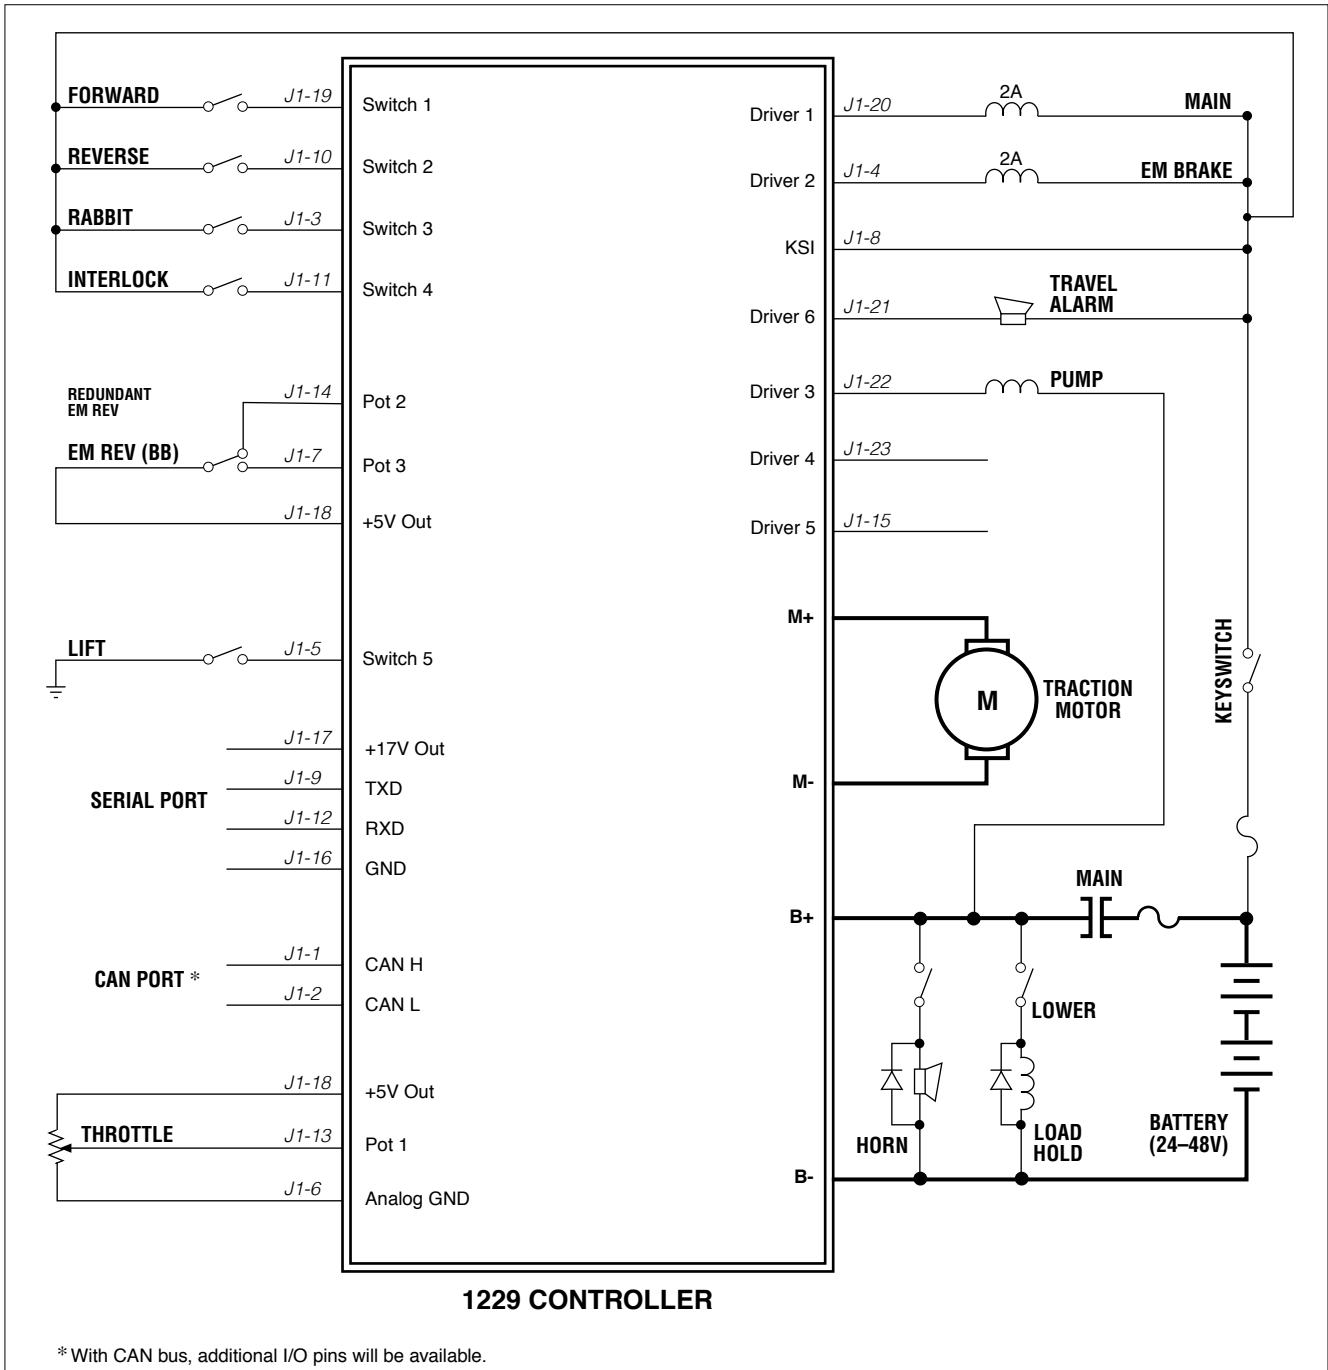 FORWARD
J1-19
Switch 1
REVERSE
J1-10
Switch 2
RABBIT
J1-3
Switch 3
INTERLOCK
J1-11
Switch 4
REDUNDANT
EM REV
J1-14
Pot 2
EM REV (BB)
J1-7
Pot 3
J1-18
+5V Out
LIFT
J1-5
Switch 5
SERIAL PORT
J1-17
+17V Out
J1-9
TXD
J1-12
RXD
J1-16
GND
CAN PORT *
J1-1
CAN H
J1-2
CAN L
J1-18
+5V Out
THROTTLE
J1-13
Pot 1
J1-6
Analog GND
Driver 1
J1-20
2A
MAIN
Driver 2
J1-4
2A
EM BRAKE
KSI
J1-8
Driver 6
J1-21
TRAVEL
ALARM
Driver 3
J1-22
PUMP
Driver 4
J1-23
Driver 5
J1-15
M+
M
TRACTION
MOTOR
M-
KEYSWITCH
MAIN
B+
LOWER
HORN
LOAD
HOLD
BATTERY
(24–48V)
B-
1229 CONTROLLER
* With CAN bus, additional I/O pins will be available.